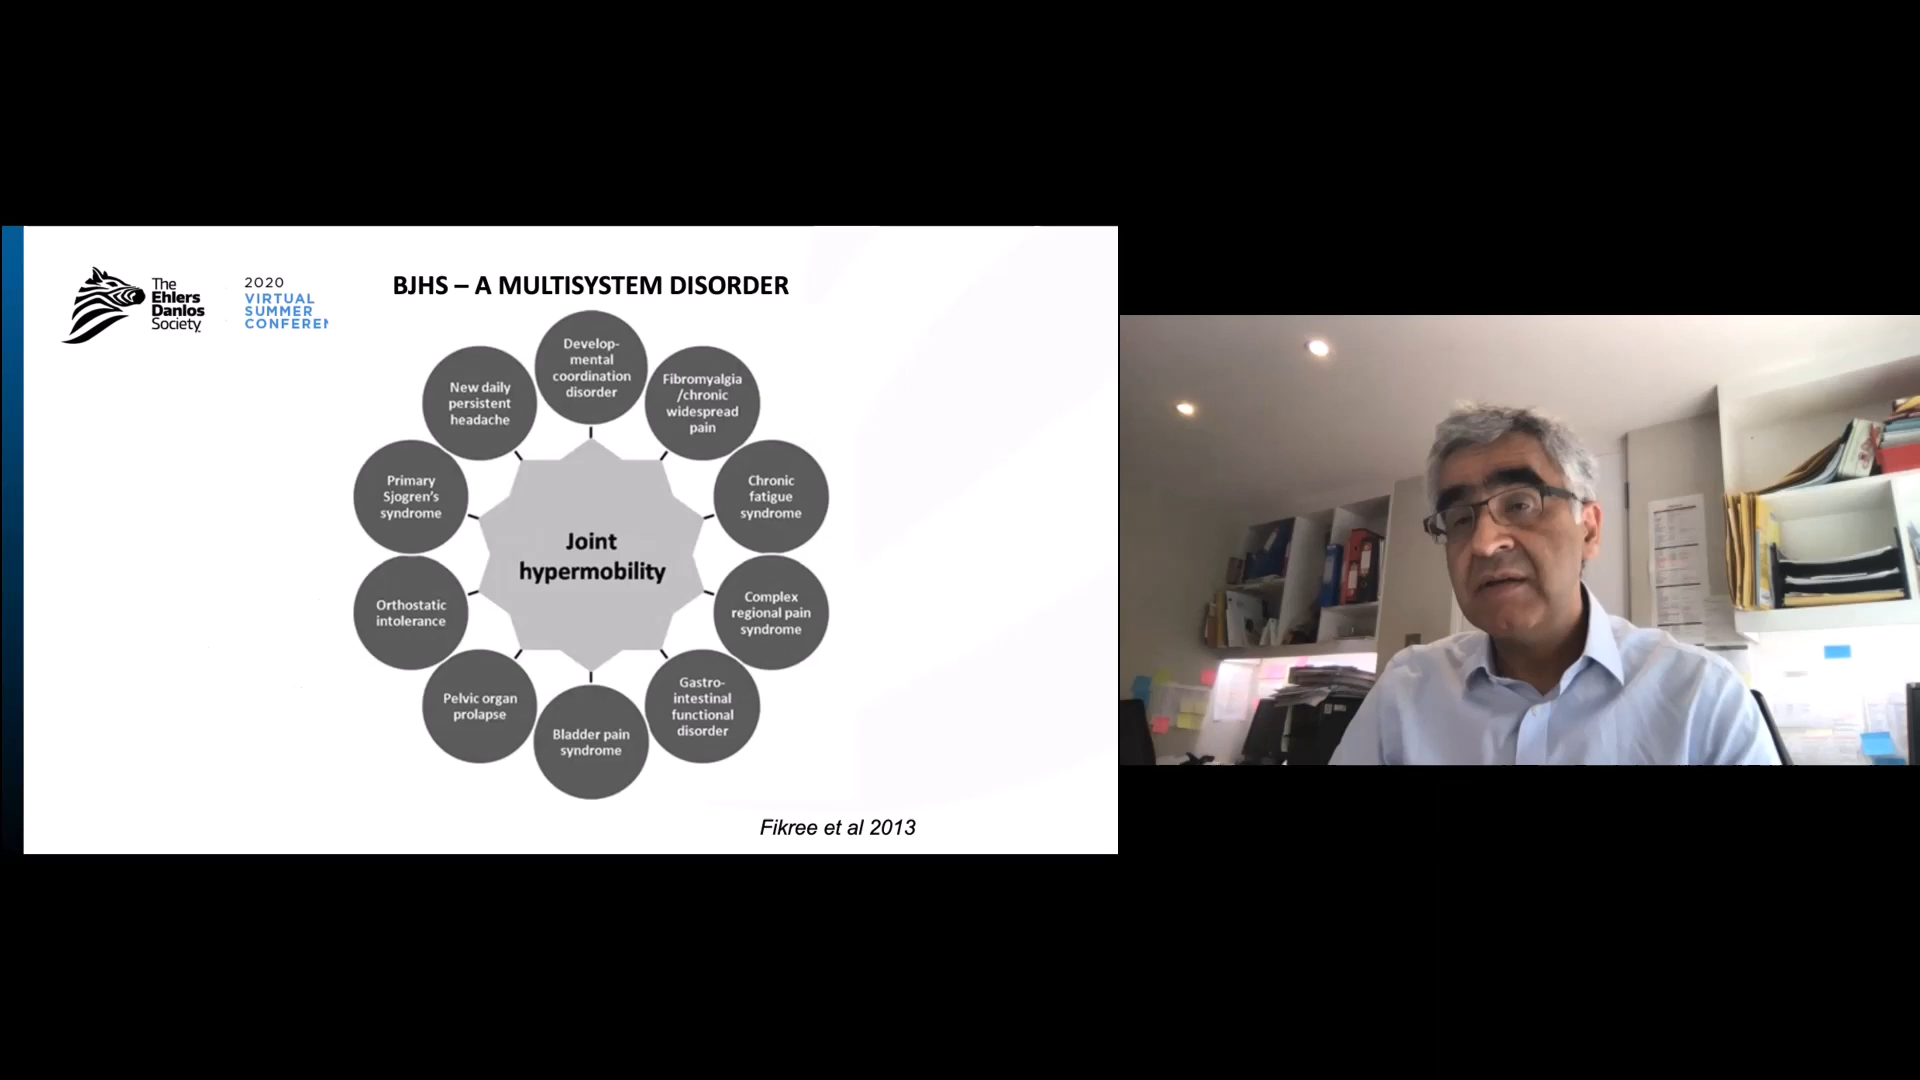 The
Ehlers
Danlos
Society
2020
VIRTUAL
SUMMER
CONFEREN
BJHS – A MULTISYSTEM DISORDER
Develop-
mental
coordination
disorder
Fibromyalgia
/chronic
widespread
pain
Chronic
fatigue
syndrome
Complex
regional pain
syndrome
Gastro-
intestinal
functional
disorder
Bladder pain
syndrome
Pelvic organ
prolapse
Orthostatic
intolerance
Primary
Sjogren's
syndrome
New daily
persistent
headache
Joint
hypermobility
Fikree et al 2013